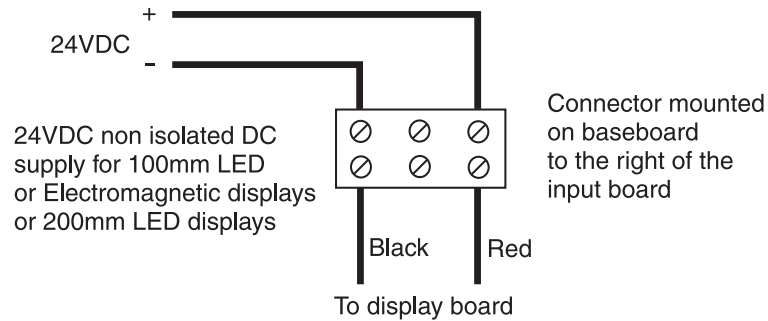 +
24VDC
-
24VDC non isolated DC
supply for 100mm LED
or Electromagnetic displays
or 200mm LED displays
Connector mounted
on baseboard
to the right of the
input board
Black
Red
To display board